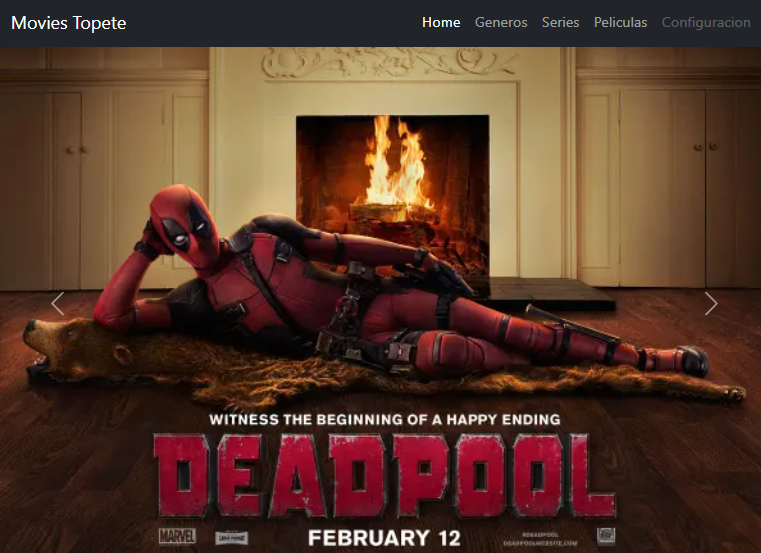 Movies Topete
Home Generos Series Peliculas Configuracion
WITNESS THE BEGINNING OF A HAPPY ENDING
DEADPOOL
MARVEL
FEBRUARY 12
#DEADPOOL
DEADPOOLWEBSITE.COM